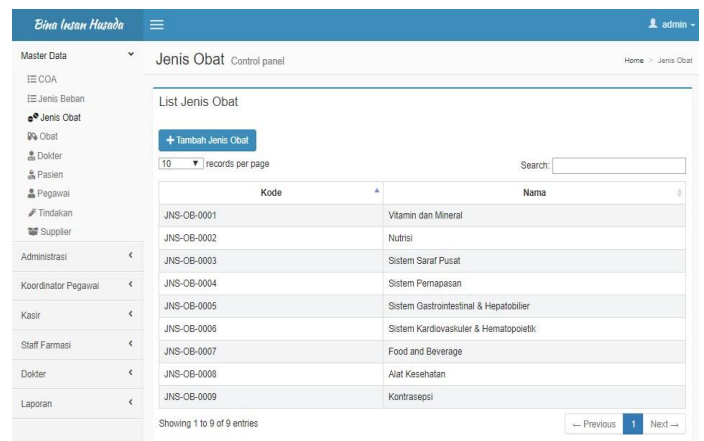 Bina Insan Husada
admin
Master Data
Jenis Obat Control panel
Home > Jenis Obat
COA
Jenis Beban
Jenis Obat
Obat
Dokter
Pasien
Pegawai
Tindakan
Supplier
Administrasi
Koordinator Pegawai
Kasir
Staff Farmasi
Dokter
Laporan
List Jenis Obat
+ Tambah Jenis Obat
10 records per page
Search:
Kode Nama
JNS-OB-0001 Vitamin dan Mineral
JNS-OB-0002 Nutrisi
JNS-OB-0003 Sistem Saraf Pusat
JNS-OB-0004 Sistem Pernapasan
JNS-OB-0005 Sistem Gastrointestinal & Hepatobilier
JNS-OB-0006 Sistem Kardiovaskuler & Hematopoietik
JNS-OB-0007 Food and Beverage
JNS-OB-0008 Alat Kesehatan
JNS-OB-0009 Kontrasepsi
Showing 1 to 9 of 9 entries
← Previous 1 Next →